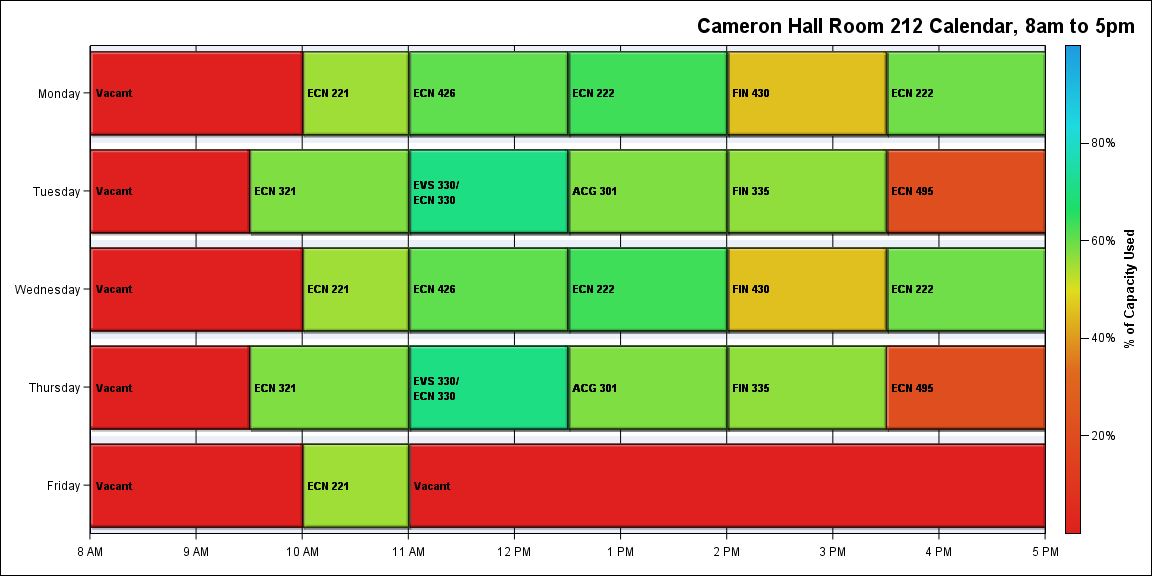 Cameron Hall Room 212 Calendar, 8am to 5pm
Monday
Vacant
ECN 221
ECN 426
ECN 222
FIN 430
ECN 222
Tuesday
Vacant
ECN 321
EVS 330/
ECN 330
ACG 301
FIN 335
ECN 495
Wednesday
Vacant
ECN 221
ECN 426
ECN 222
FIN 430
ECN 222
Thursday
Vacant
ECN 321
EVS 330/
ECN 330
ACG 301
FIN 335
ECN 495
Friday
Vacant
ECN 221
Vacant
8 AM
9 AM
10 AM
11 AM
12 PM
1 PM
2 PM
3 PM
4 PM
5 PM
80%
60%
40%
20%
% of Capacity Used